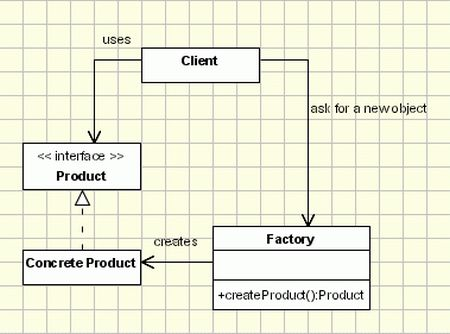 uses
Client
ask for a new object
<< interface >>
Product
Factory
creates
Concrete Product
+createProduct():Product